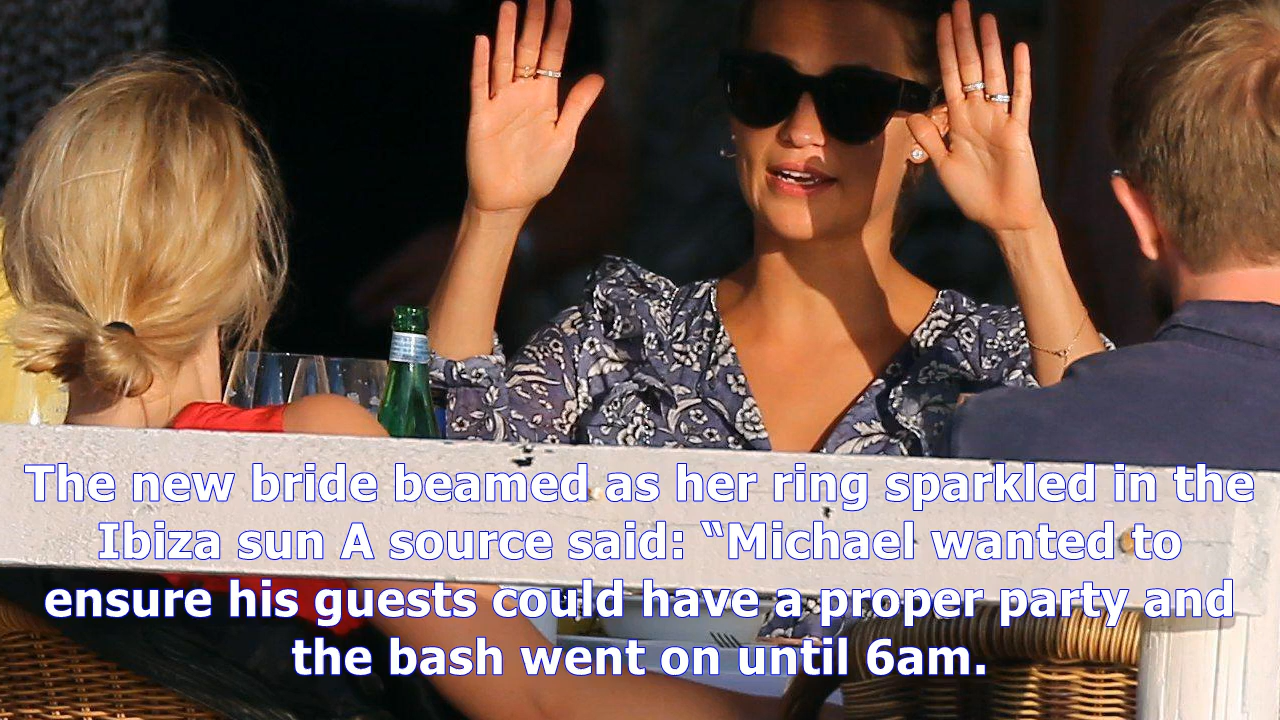 The new bride beamed as her ring sparkled in the
Ibiza sun A source said: “Michael wanted to
ensure his guests could have a proper party and
the bash went on until 6am.